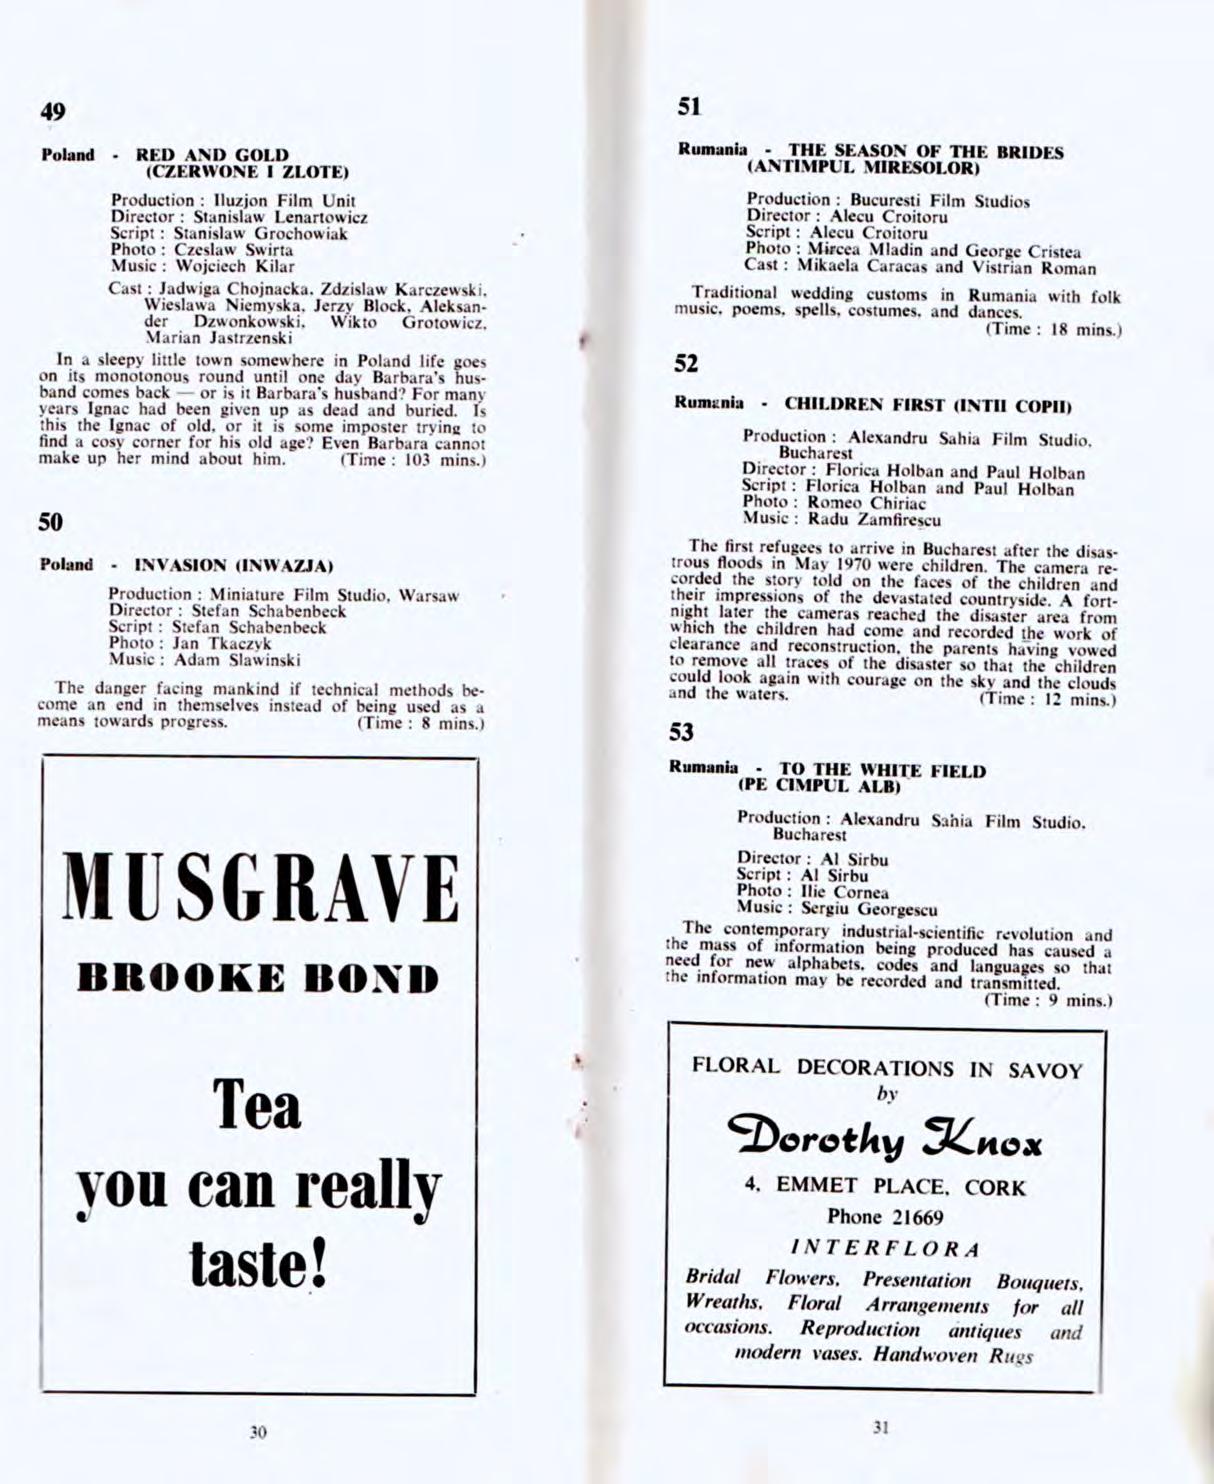 49
Poland - RED AND GOLD
(CZERWONE I ZLOTE)
Production : Iluzjon Film Unit
Director : Stanislaw Lenartowicz
Script : Stanislaw Grochowiak
Photo : Czeslaw Swirta
Music : Wojciech Kilar
Cast : Jadwiga Chojnacka, Zdzislaw Karczewski,
Wieslawa Niemyska, Jerzy Block, Aleksan-
der Dzwonkowski, Wikto Grotowicz,
Marian Jastrzenski
In a sleepy little town somewhere in Poland life goes
on its monotonous round until one day Barbara's hus-
band comes back — or is it Barbara's husband? For many
years Ignac had been given up as dead and buried. Is
this the Ignac of old, or it is some imposter trying to
find a cosy corner for his old age? Even Barbara cannot
make up her mind about him. (Time : 103 mins.)
50
Poland - INVASION (INWAZJA)
Production : Miniature Film Studio, Warsaw
Director : Stefan Schabenbeck
Script : Stefan Schabenbeck
Photo : Jan Tkaczyk
Music : Adam Slawinski
The danger facing mankind if technical methods be-
come an end in themselves instead of being used as a
means towards progress. (Time : 8 mins.)
MUSGRAVE
BROOKE BOND
Tea
you can really
taste!
30
51
Rumania - THE SEASON OF THE BRIDES
(ANTIMPUL MIRESOLOR)
Production : Bucuresti Film Studios
Director : Alecu Croitoru
Script : Alecu Croitoru
Photo : Mircea Mladin and George Cristea
Cast : Mikaela Caracas and Vistrian Roman
Traditional wedding customs in Rumania with folk
music, poems, spells, costumes, and dances.
(Time : 18 mins.)
52
Rumania - CHILDREN FIRST (INTII COPII)
Production : Alexandru Sahia Film Studio,
Bucharest
Director : Florica Holban and Paul Holban
Script : Florica Holban and Paul Holban
Photo : Romeo Chiriac
Music : Radu Zamfirescu
The first refugees to arrive in Bucharest after the disas-
trous floods in May 1970 were children. The camera re-
corded the story told on the faces of the children and
their impressions of the devastated countryside. A fort-
night later the cameras reached the disaster area from
which the children had come and recorded the work of
clearance and reconstruction, the parents having vowed
to remove all traces of the disaster so that the children
could look again with courage on the sky and the clouds
and the waters. (Time : 12 mins.)
53
Rumania - TO THE WHITE FIELD
(PE CIMPUL ALB)
Production : Alexandru Sahia Film Studio,
Bucharest
Director : Al Sirbu
Script : Al Sirbu
Photo : Ilie Cornea
Music : Sergiu Georgescu
The contemporary industrial-scientific revolution and
the mass of information being produced has caused a
need for new alphabets, codes and languages so that
the information may be recorded and transmitted.
(Time : 9 mins.)
FLORAL DECORATIONS IN SAVOY
by
Dorothy Knox
4, EMMET PLACE, CORK
Phone 21669
INTERFLORA
Bridal Flowers, Presentation Bouquets,
Wreaths, Floral Arrangements for all
occasions. Reproduction antiques and
modern vases. Handwoven Rugs
31